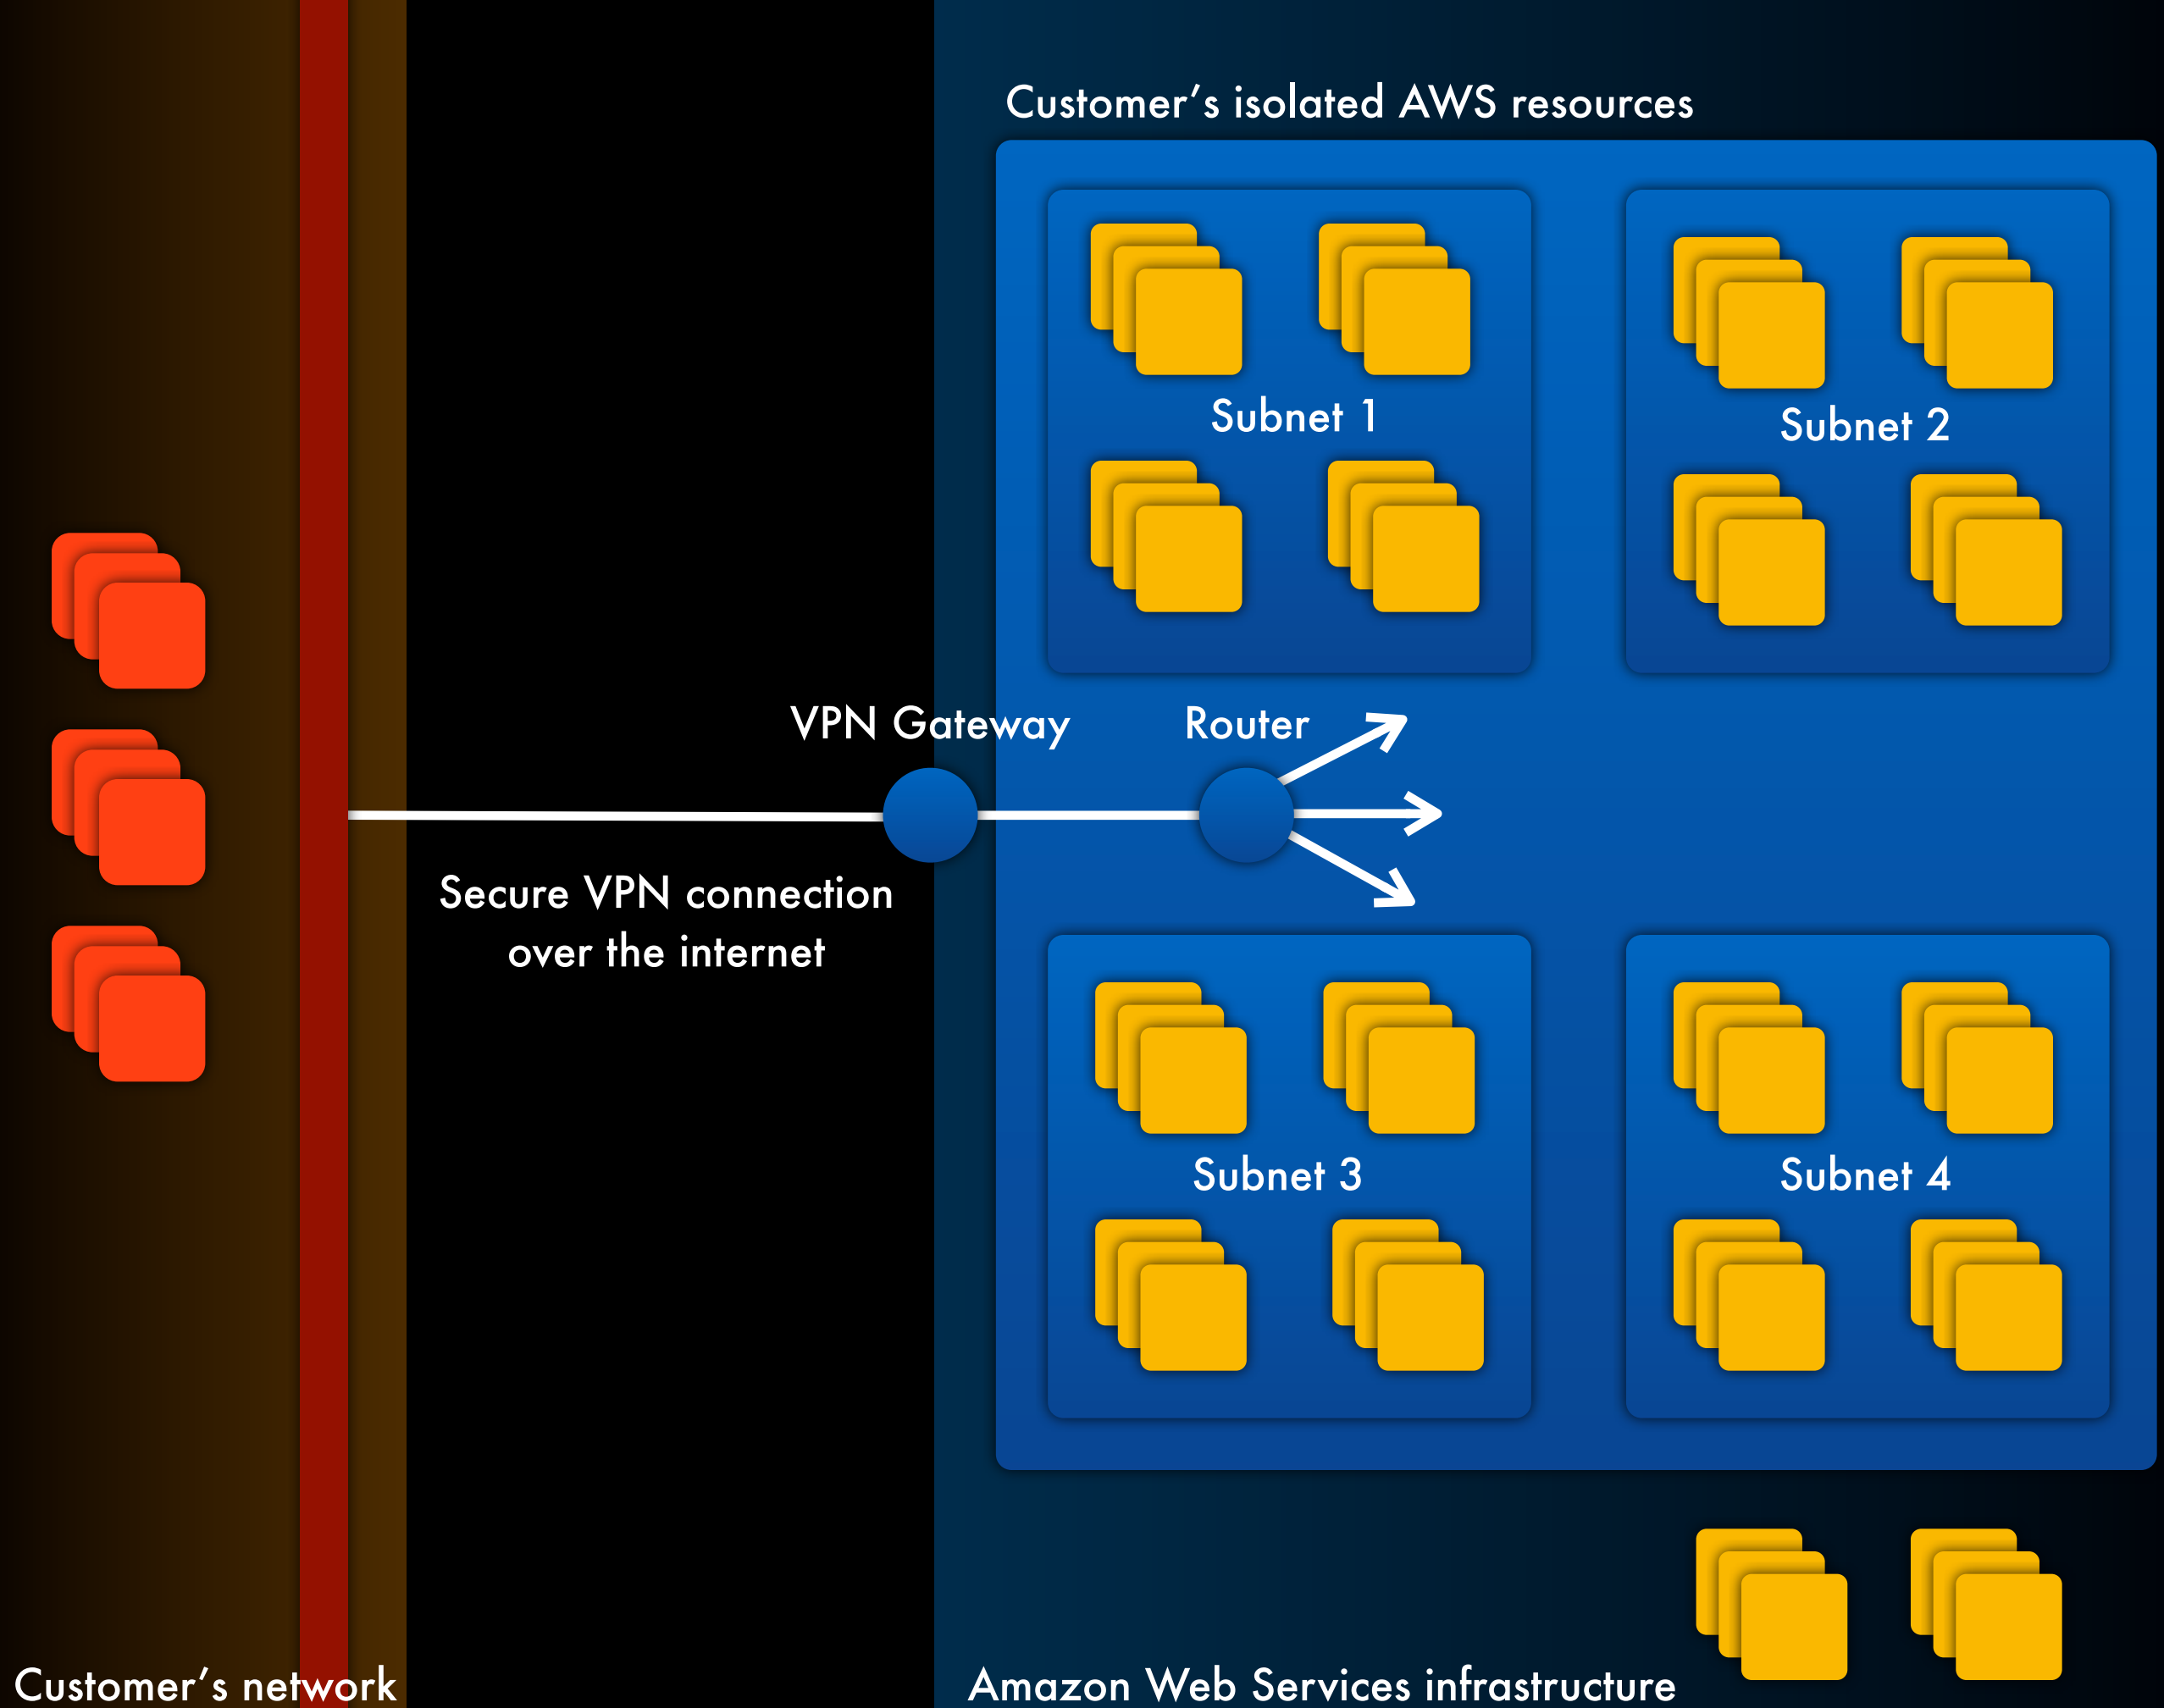 Customer's isolated AWS resources
Subnet 1
Subnet 2
VPN Gateway
Router
Secure VPN connection
over the internet
Subnet 3
Subnet 4
Customer's network
Amazon Web Services infrastructure